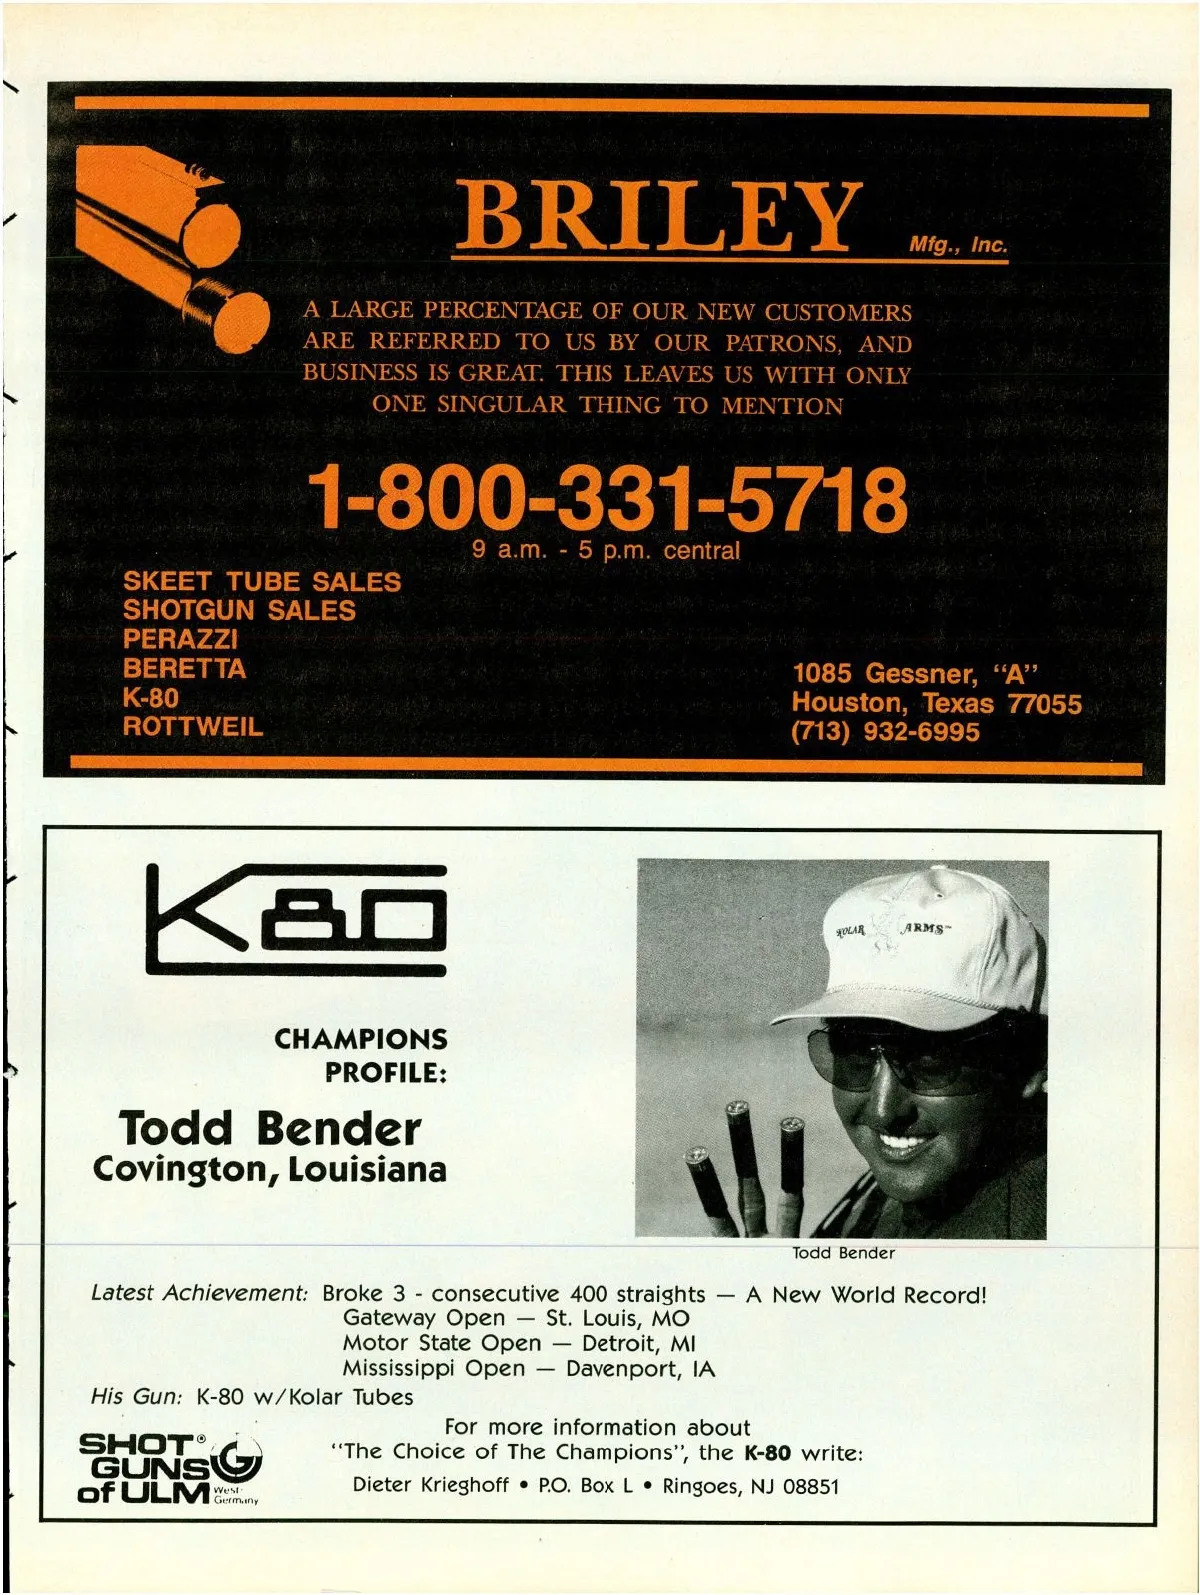 BRILEY Mfg., Inc.
A LARGE PERCENTAGE OF OUR NEW CUSTOMERS
ARE REFERRED TO US BY OUR PATRONS, AND
BUSINESS IS GREAT. THIS LEAVES US WITH ONLY
ONE SINGULAR THING TO MENTION
1-800-331-5718
9 a.m. - 5 p.m. central
SKEET TUBE SALES
SHOTGUN SALES
PERAZZI
BERETTA
K-80
ROTTWEIL
1085 Gessner, "A"
Houston, Texas 77055
(713) 932-6995
K80
CHAMPIONS
PROFILE:
Todd Bender
Covington, Louisiana
KOLAR ARMS™
Todd Bender
Latest Achievement: Broke 3 - consecutive 400 straights — A New World Record!
Gateway Open — St. Louis, MO
Motor State Open — Detroit, MI
Mississippi Open — Davenport, IA
His Gun: K-80 w/Kolar Tubes
For more information about
"The Choice of The Champions", the K-80 write:
Dieter Krieghoff • P.O. Box L • Ringoes, NJ 08851
SHOT®
GUNS
of ULM
West-
Germany